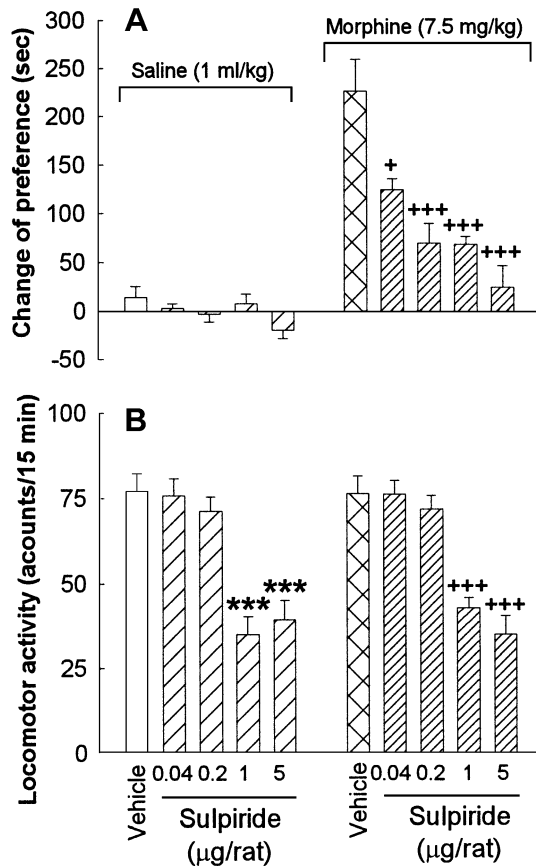 A
Change of preference (sec)
300
250
200
150
100
50
0
-50
Saline (1 ml/kg)
Morphine (7.5 mg/kg)
+
+++
+++
+++
B
Locomotor activity (acounts/15 min)
100
75
50
25
0
***
***
+++
+++
Vehicle
0.04 0.2 1 5
Sulpiride
(μg/rat)
Vehicle
0.04 0.2 1 5
Sulpiride
(μg/rat)